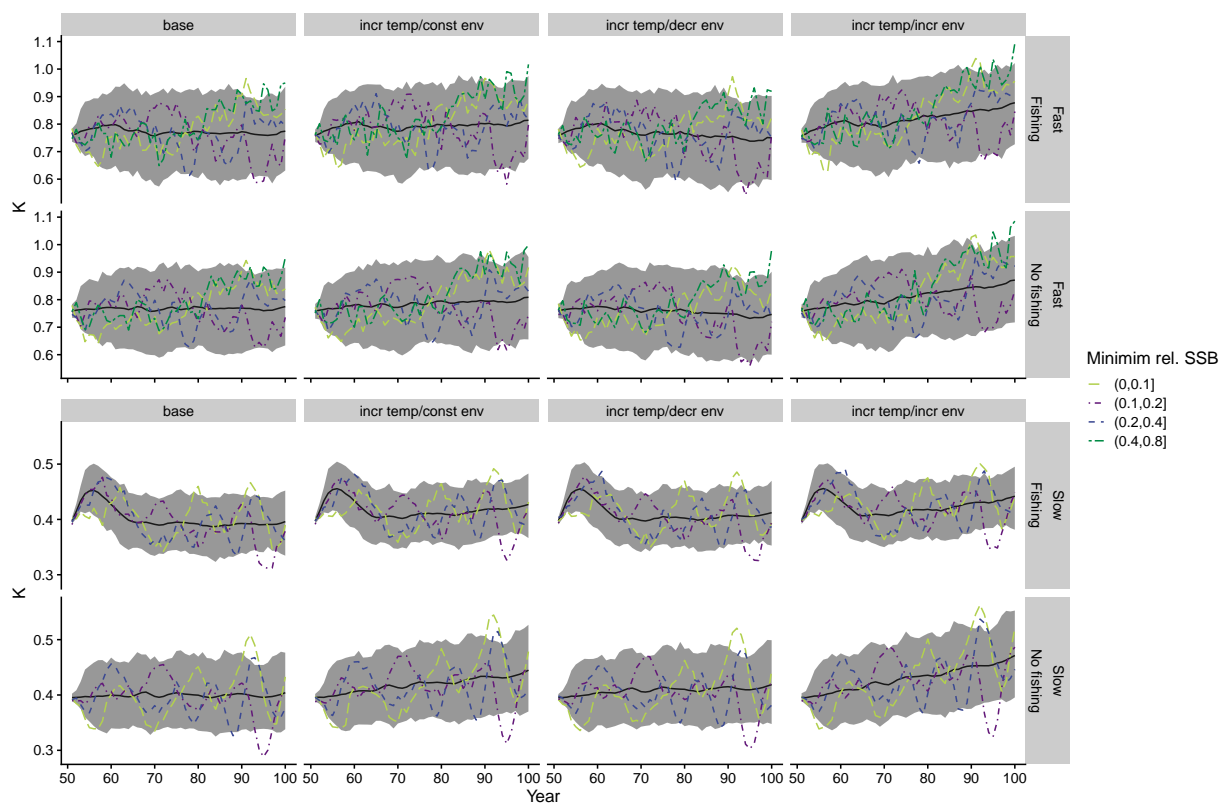 base incr temp/const env incr temp/decr env incr temp/incr env
1.1
1.0
0.9
0.8
0.7
0.6
Fast
Fishing
K
1.1
1.0
0.9
0.8
0.7
0.6
Fast
No fishing
Minimim rel. SSB
(0,0.1]
(0.1,0.2]
(0.2,0.4]
(0.4,0.8]
base incr temp/const env incr temp/decr env incr temp/incr env
0.5
0.4
0.3
Slow
Fishing
K
0.5
0.4
0.3
Slow
No fishing
50 60 70 80 90 100 50 60 70 80 90 100 50 60 70 80 90 100 50 60 70 80 90 100
Year